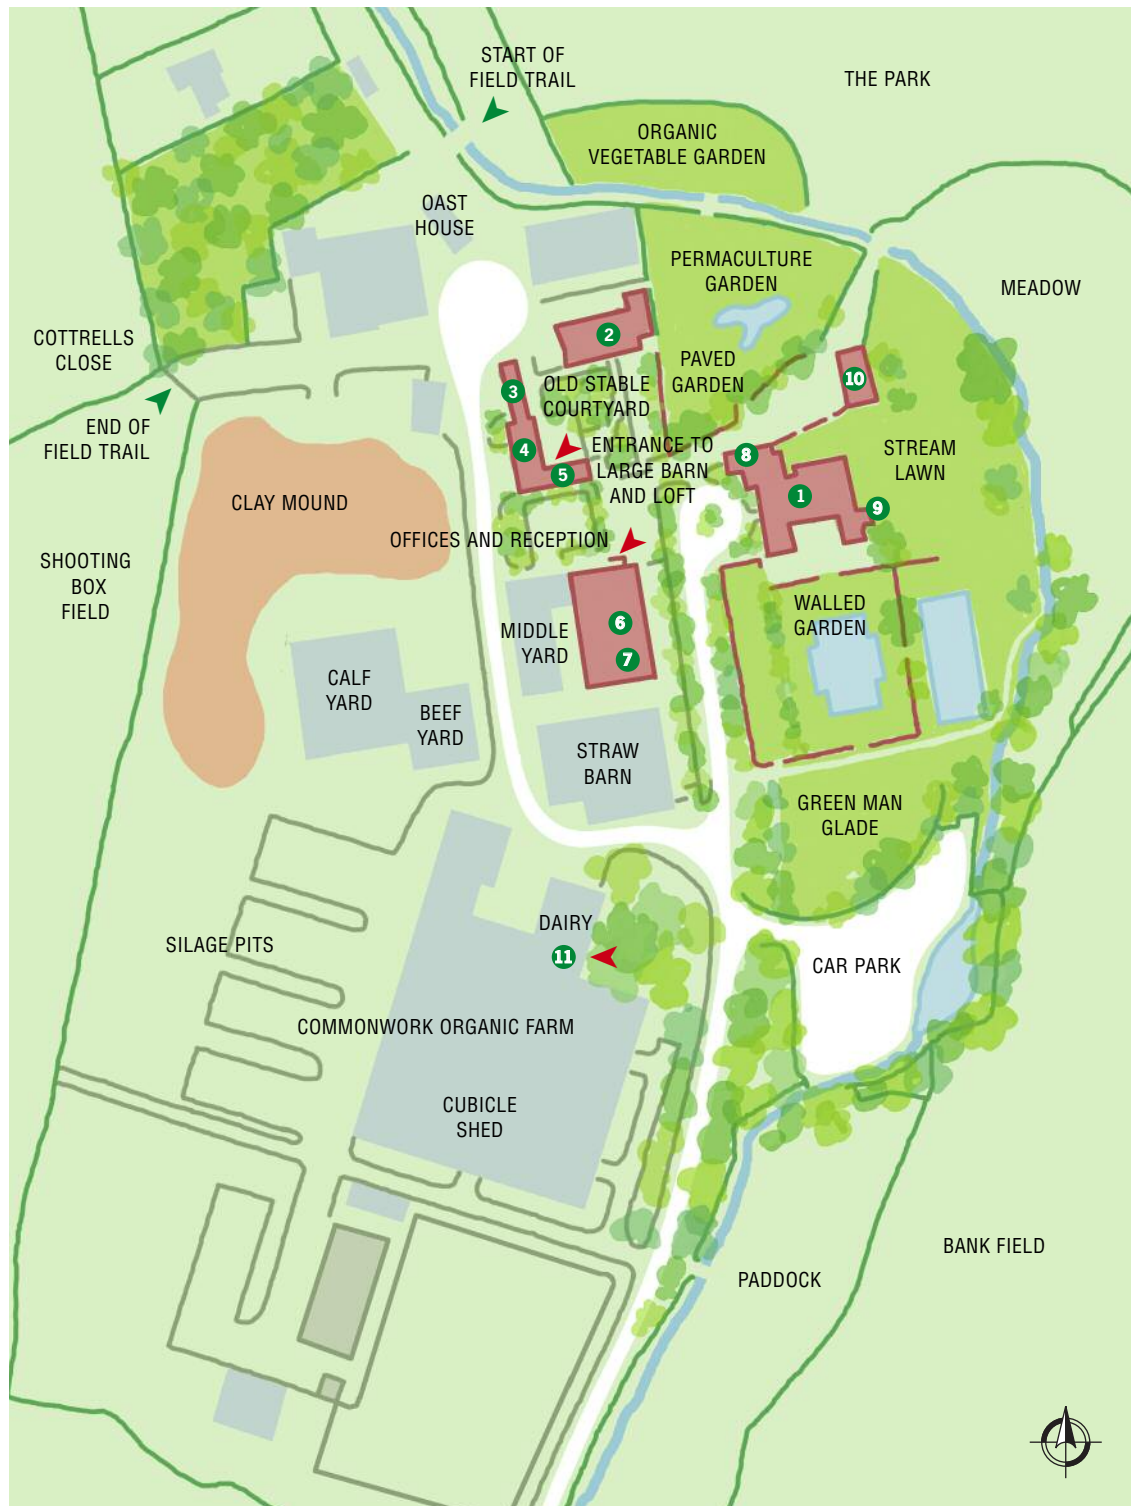 START OF
FIELD TRAIL
THE PARK
ORGANIC
VEGETABLE GARDEN
OAST
HOUSE
PERMACULTURE
GARDEN
MEADOW
COTTRELLS
CLOSE
2
PAVED
GARDEN
10
3
OLD STABLE
COURTYARD
END OF
FIELD TRAIL
4
5
ENTRANCE TO
LARGE BARN
AND LOFT
8
1
9
STREAM
LAWN
CLAY MOUND
OFFICES AND RECEPTION
SHOOTING
BOX
FIELD
MIDDLE
YARD
6
7
WALLED
GARDEN
CALF
YARD
BEEF
YARD
STRAW
BARN
GREEN MAN
GLADE
DAIRY
11
SILAGE PITS
CAR PARK
COMMONWORK ORGANIC FARM
CUBICLE
SHED
BANK FIELD
PADDOCK